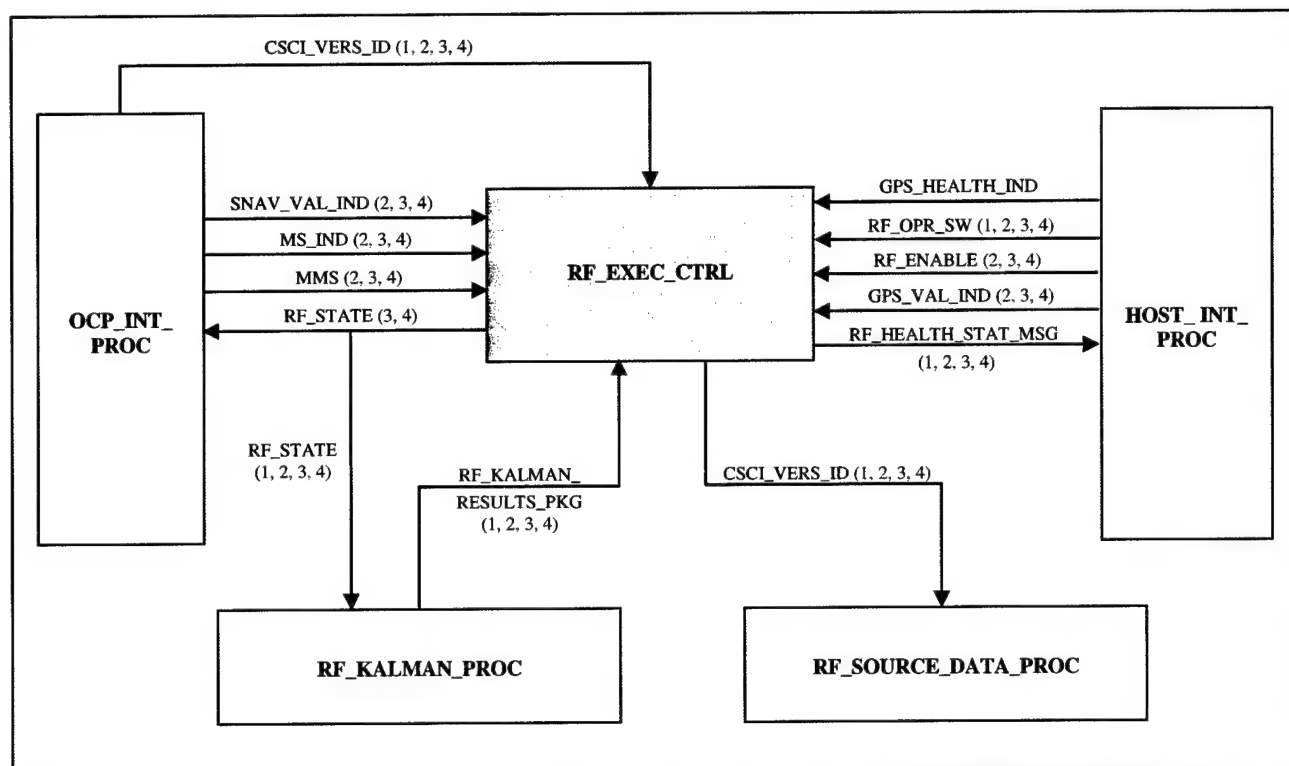 CSCI_VERS_ID (1, 2, 3, 4)
SNAV_VAL_IND (2, 3, 4)
MS_IND (2, 3, 4)
MMS (2, 3, 4)
RF_STATE (3, 4)
OCP_INT_
PROC
RF_EXEC_CTRL
GPS_HEALTH_IND
RF_OPR_SW (1, 2, 3, 4)
RF_ENABLE (2, 3, 4)
GPS_VAL_IND (2, 3, 4)
RF_HEALTH_STAT_MSG
(1, 2, 3, 4)
HOST_ INT_
PROC
RF_STATE
(1, 2, 3, 4)
RF_KALMAN_
RESULTS_PKG
(1, 2, 3, 4)
CSCI_VERS_ID (1, 2, 3, 4)
RF_KALMAN_PROC
RF_SOURCE_DATA_PROC